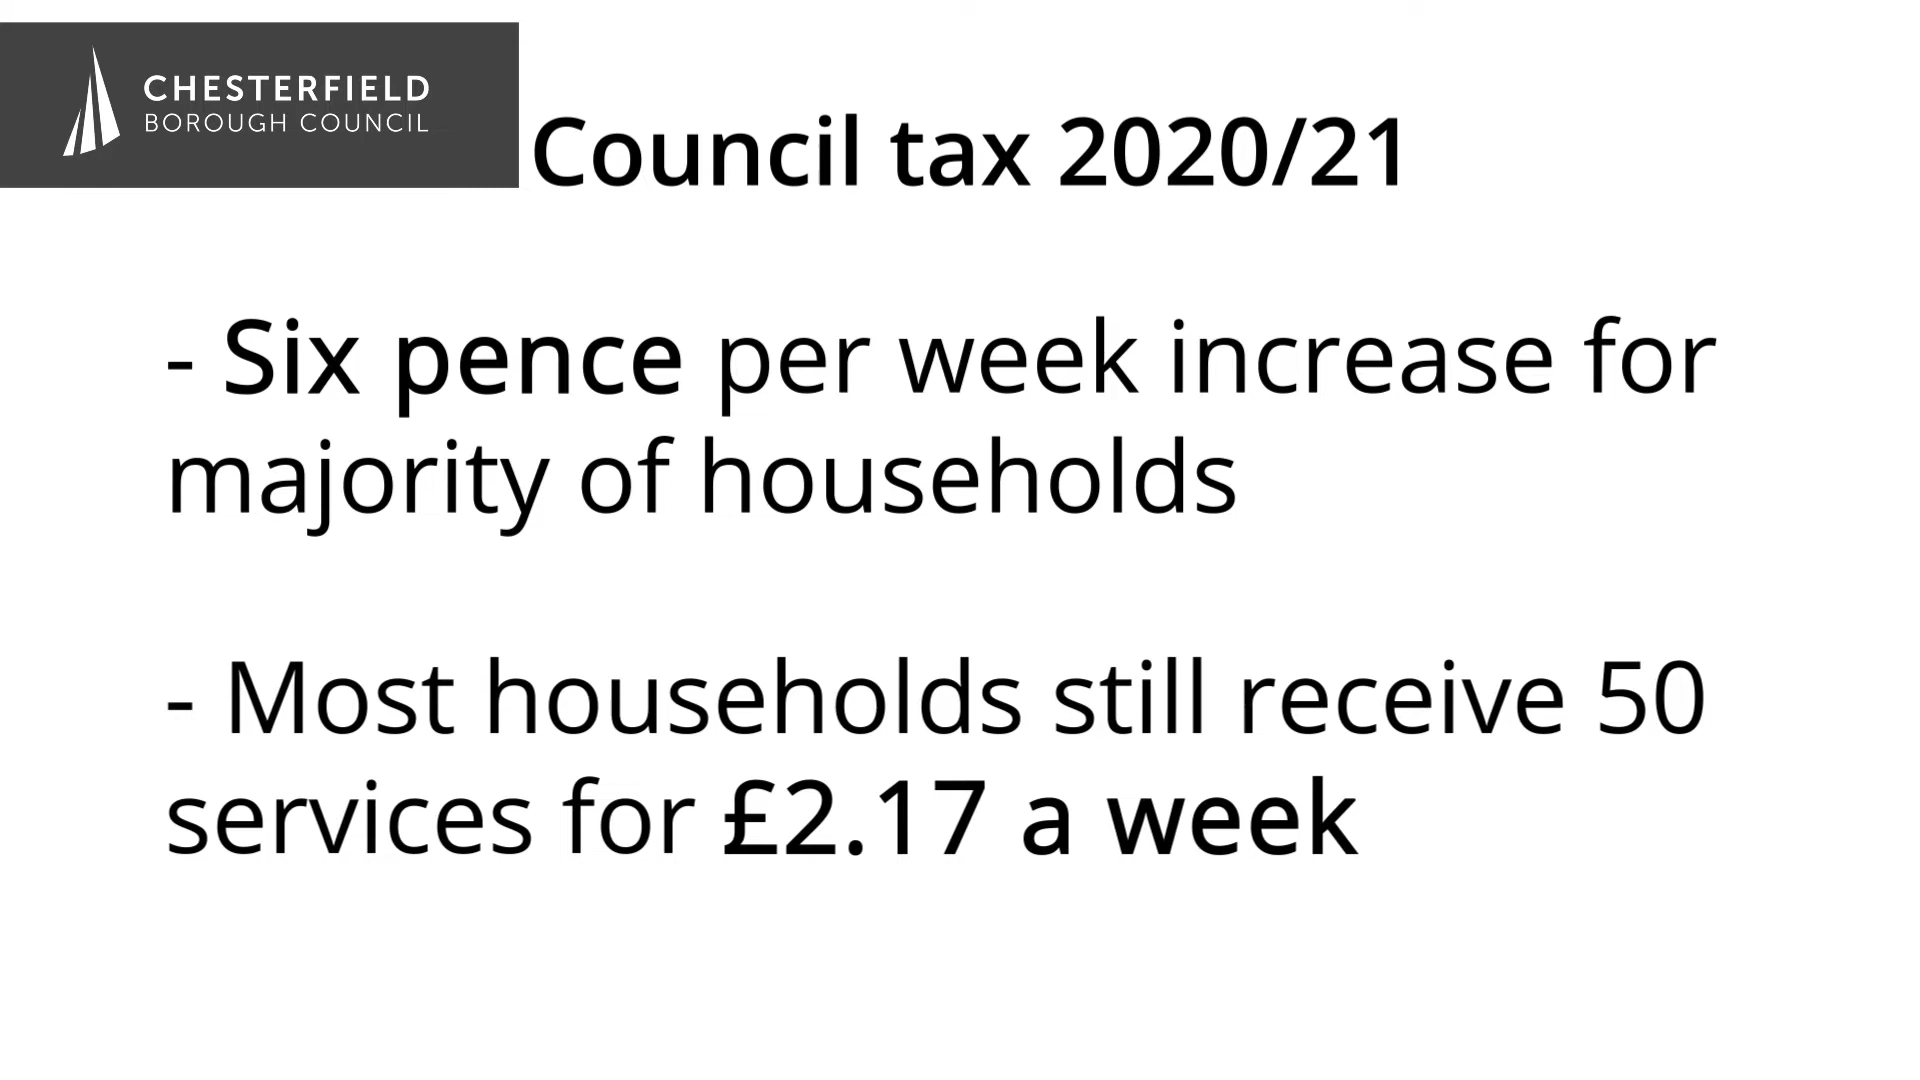 CHESTERFIELD
BOROUGH COUNCIL
Council tax 2020/21
- Six pence per week increase for
majority of households
- Most households still receive 50
services for £2.17 a week